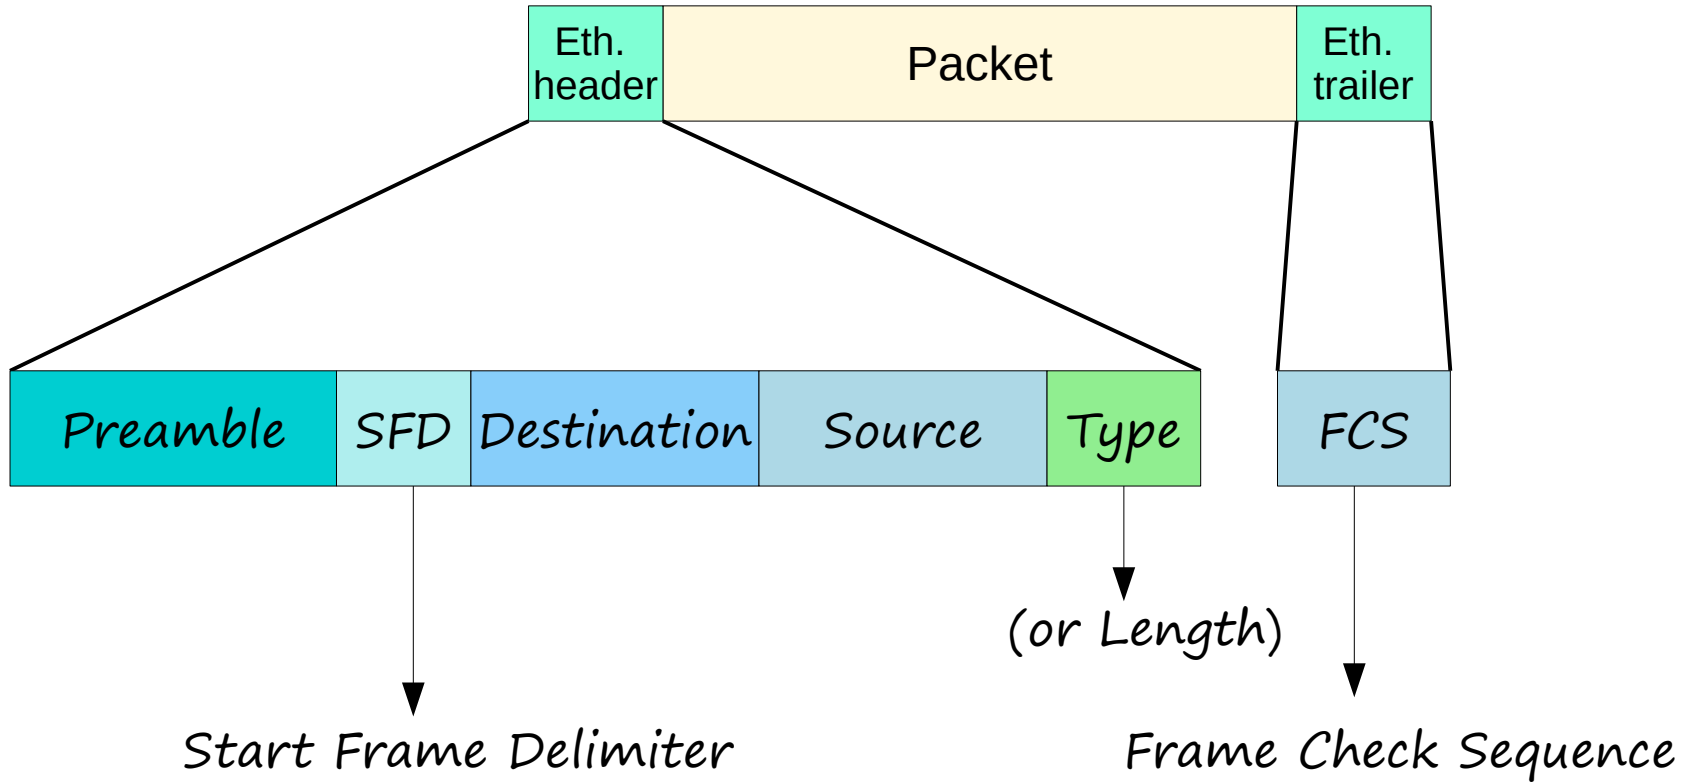 Eth.
header
Packet
Eth.
trailer
Preamble
SFD
Destination
Source
Type
FCS
(or Length)
Start Frame Delimiter
Frame Check Sequence